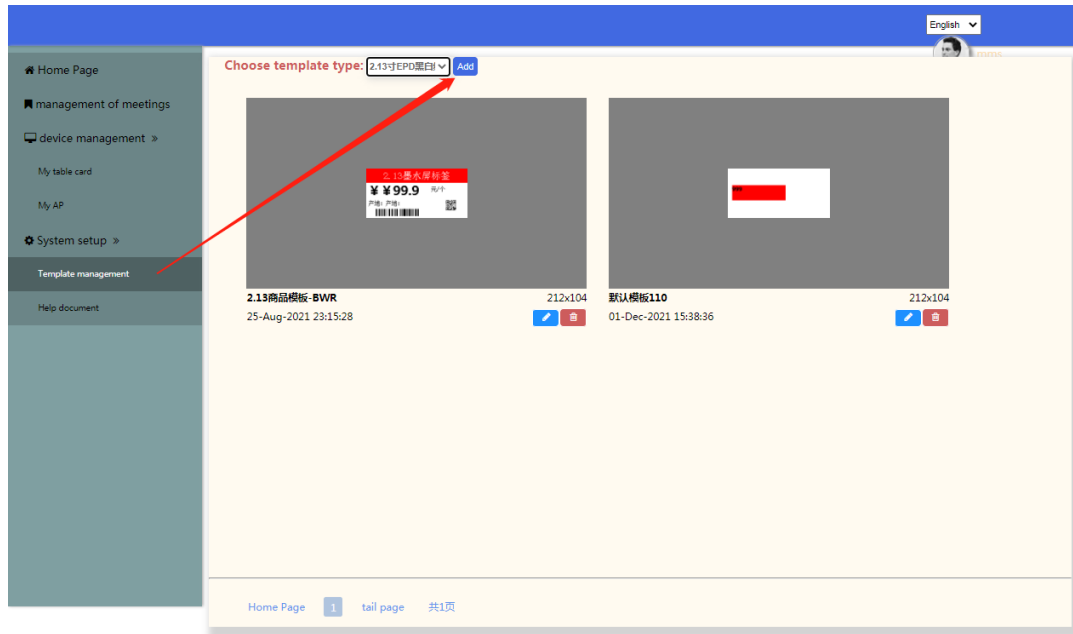 English
mms
Home Page
management of meetings
device management »
My table card
My AP
System setup »
Template management
Help document
Choose template type: 2.13寸EPD黑白 Add
2.13墨水屏标签
¥ ¥99.9 元/个
产地: 产地:
2.13商品模板-BWR 212x104
25-Aug-2021 23:15:28
默认模板110 212x104
01-Dec-2021 15:38:36
Home Page 1 tail page 共1页